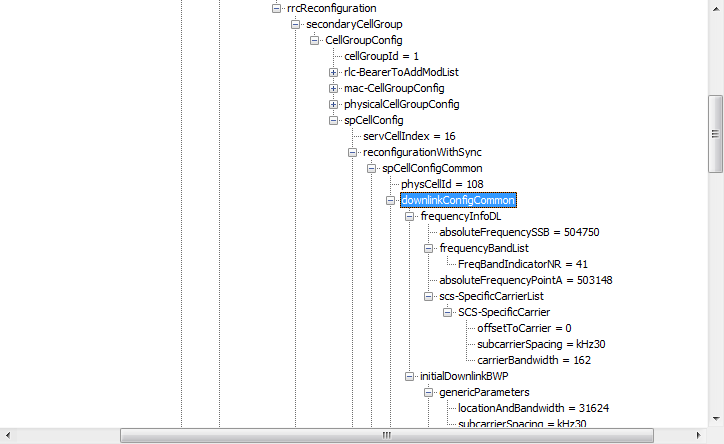 rrcReconfiguration
secondaryCellGroup
CellGroupConfig
cellGroupId = 1
rlc-BearerToAddModList
mac-CellGroupConfig
physicalCellGroupConfig
spCellConfig
servCellIndex = 16
reconfigurationWithSync
spCellConfigCommon
physCellId = 108
downlinkConfigCommon
frequencyInfoDL
absoluteFrequencySSB = 504750
frequencyBandList
FreqBandIndicatorNR = 41
absoluteFrequencyPointA = 503148
scs-SpecificCarrierList
SCS-SpecificCarrier
offsetToCarrier = 0
subcarrierSpacing = kHz30
carrierBandwidth = 162
initialDownlinkBWP
genericParameters
locationAndBandwidth = 31624
subcarrierSpacing = kHz30